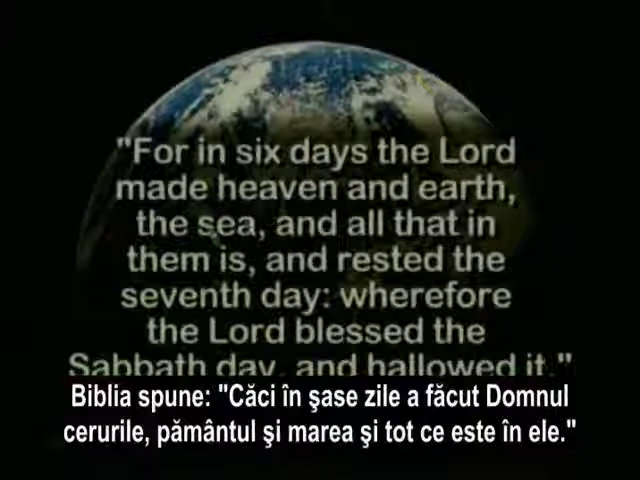 "For in six days the Lord
made heaven and earth,
the sea, and all that in
them is, and rested the
seventh day: wherefore
the Lord blessed the
Sabbath day, and hallowed it."
Biblia spune: "Căci în şase zile a făcut Domnul
cerurile, pământul şi marea şi tot ce este în ele."